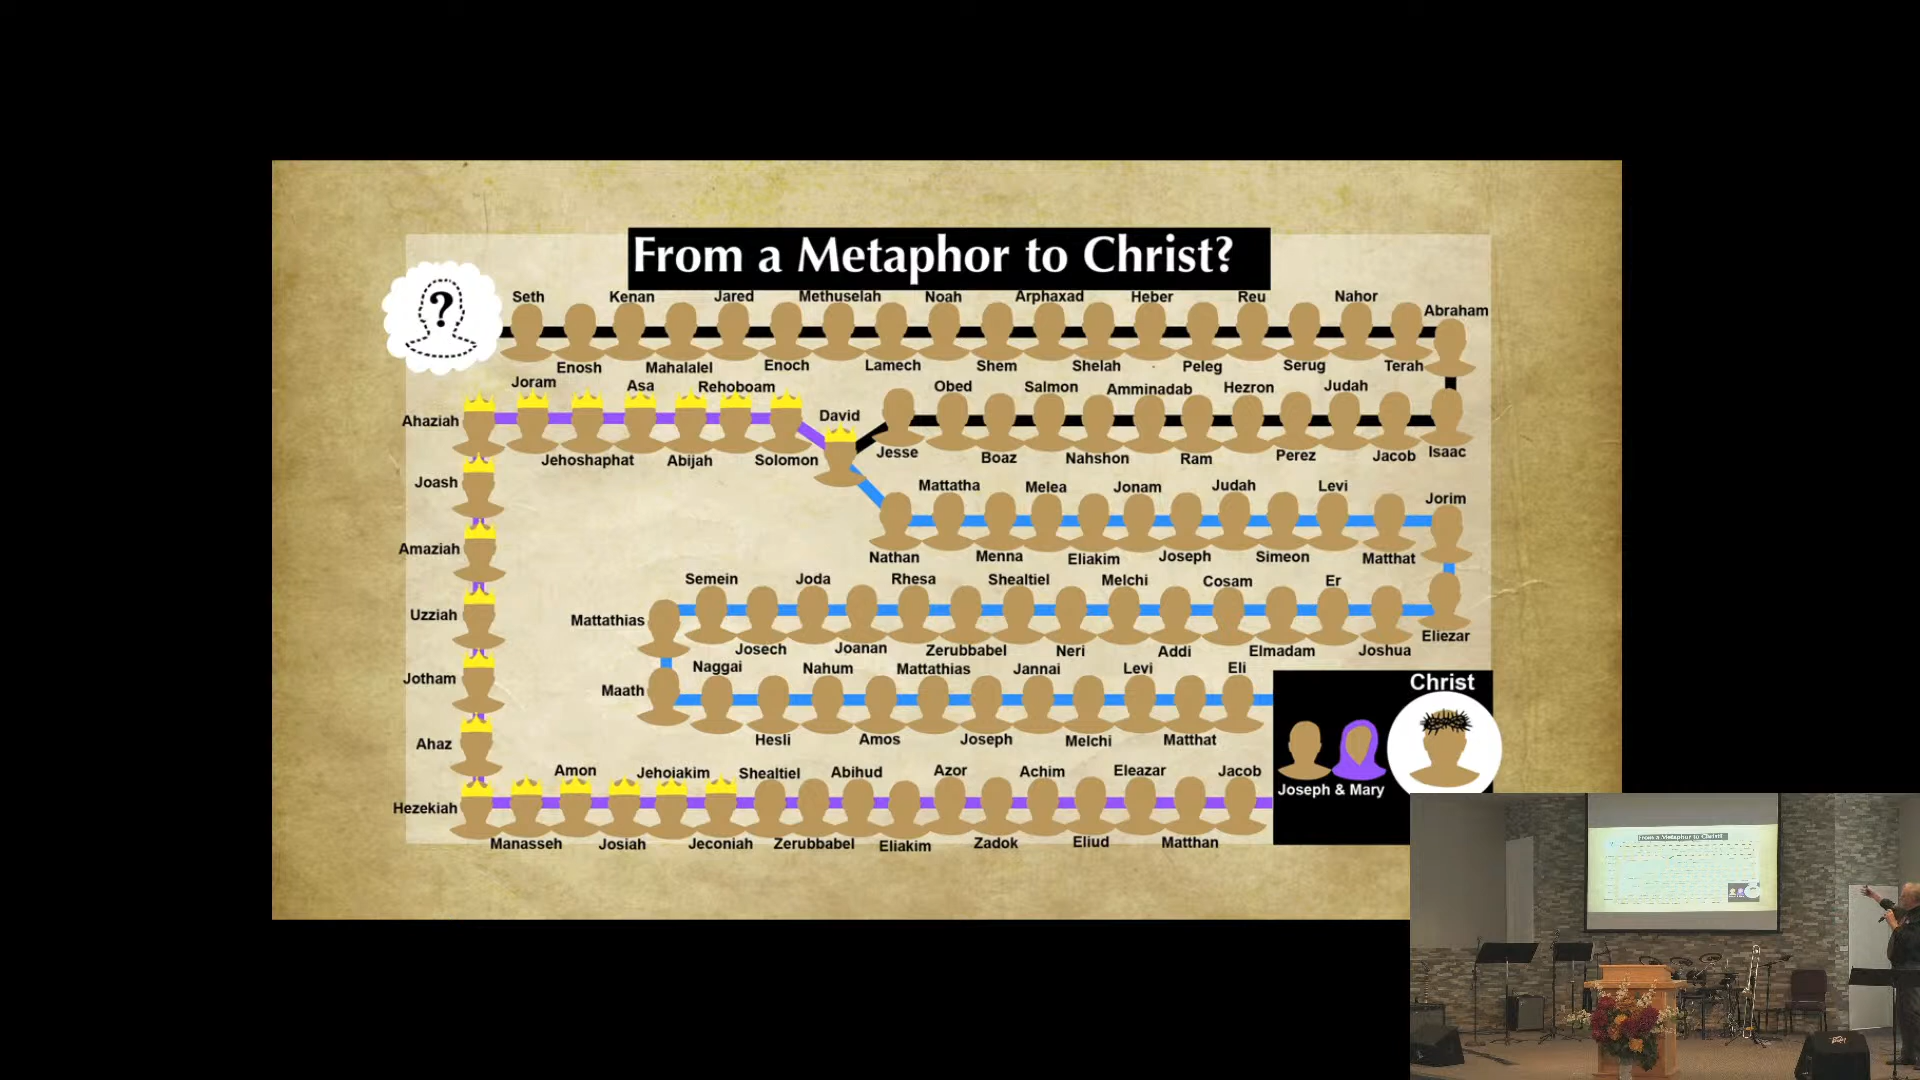 From a Metaphor to Christ?
Seth Kenan Jared Methuselah Noah Arphaxad Heber Reu Nahor Abraham
?
Enosh Mahalalel Enoch Lamech Shem Shelah Peleg Serug Terah
Joram Asa Rehoboam Obed Salmon Amminadab Hezron Judah
Ahaziah David
Jehoshaphat Abijah Solomon Jesse Boaz Nahshon Ram Perez Jacob Isaac
Joash Mattatha Melea Jonam Judah Levi Jorim
Amaziah Nathan Menna Eliakim Joseph Simeon Matthat
Semein Joda Rhesa Shealtiel Melchi Cosam Er
Uzziah Mattathias Eliezar
Josech Joanan Zerubbabel Neri Addi Elmadam Joshua
Naggai Nahum Mattathias Jannai Levi Eli
Jotham Maath Christ
Ahaz Hesli Amos Joseph Melchi Matthat
Amon Jehoiakim Shealtiel Abihud Azor Achim Eleazar Jacob
Joseph & Mary
Hezekiah
Manasseh Josiah Jeconiah Zerubbabel Eliakim Zadok Eliud Matthan
From a Metaphor to Christ?